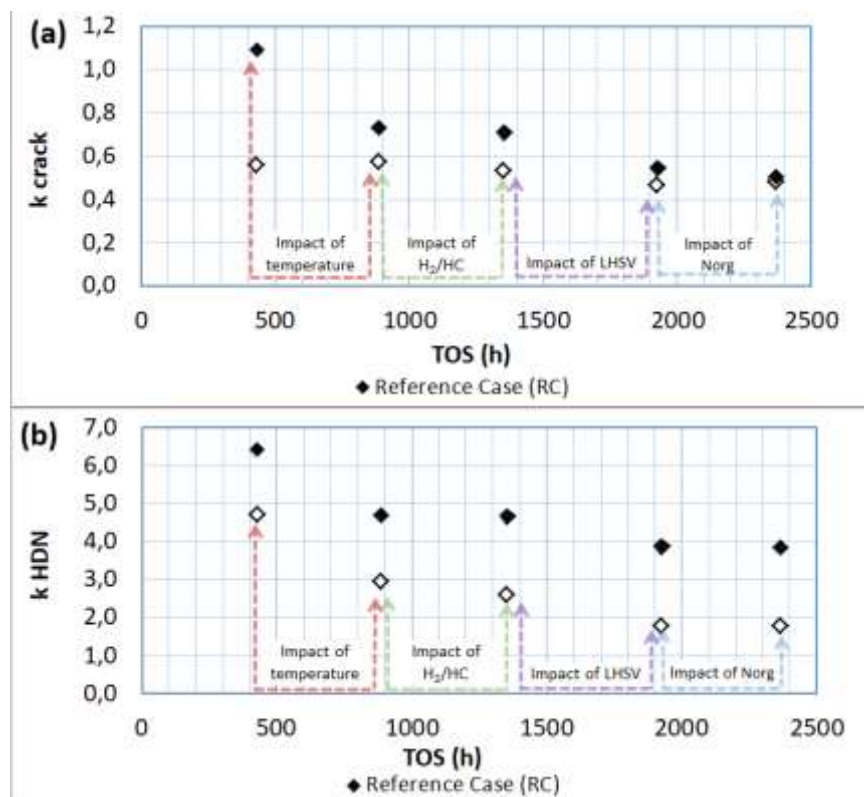 (a)
1,2
1,0
0,8
0,6
0,4
0,2
0,0
k crack
Impact of
temperature
Impact of
H₂/HC
Impact of LHSV
Impact of
Norg
0 500 1000 1500 2000 2500
TOS (h)
◆ Reference Case (RC)
(b)
7,0
6,0
5,0
4,0
3,0
2,0
1,0
0,0
k HDN
Impact of
temperature
Impact of
H₂/HC
Impact of LHSV
Impact of Norg
0 500 1000 1500 2000 2500
TOS (h)
◆ Reference Case (RC)